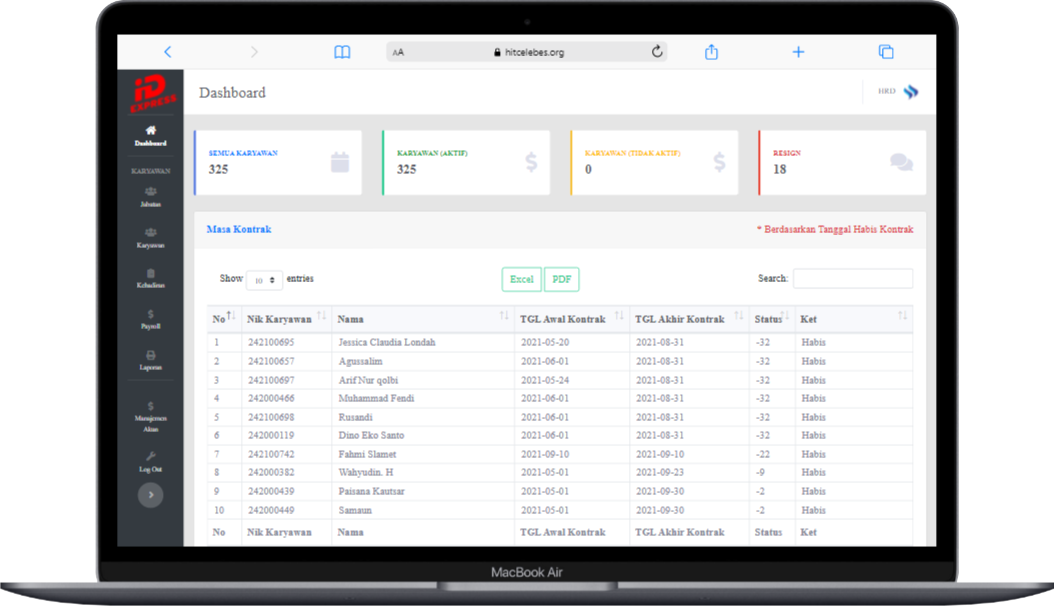 AA hitcelebes.org
iD
EXPRESS
Dashboard
HRD
Dashboard
KARYAWAN
Jabatan
Karyawan
Kehadiran
Payroll
Laporan
Manajemen
Akun
Log Out
SEMUA KARYAWAN
325
KARYAWAN (AKTIF)
325
KARYAWAN (TIDAK AKTIF)
0
RESIGN
18
Masa Kontrak * Berdasarkan Tanggal Habis Kontrak
Show 10 entries Excel PDF Search:
No Nik Karyawan Nama TGL Awal Kontrak TGL Akhir Kontrak Status Ket
1 242100695 Jessica Claudia Londah 2021-05-20 2021-08-31 -32 Habis
2 242100657 Agussalim 2021-06-01 2021-08-31 -32 Habis
3 242100697 Arif Nur qolbi 2021-05-24 2021-08-31 -32 Habis
4 242000466 Muhammad Fendi 2021-06-01 2021-08-31 -32 Habis
5 242100698 Rusandi 2021-06-01 2021-08-31 -32 Habis
6 242000119 Dino Eko Santo 2021-06-01 2021-08-31 -32 Habis
7 242100742 Fahmi Slamet 2021-09-10 2021-09-10 -22 Habis
8 242000382 Wahyudin. H 2021-05-01 2021-09-23 -9 Habis
9 242000439 Paisana Kautsar 2021-05-01 2021-09-30 -2 Habis
10 242000449 Samaun 2021-05-01 2021-09-30 -2 Habis
No Nik Karyawan Nama TGL Awal Kontrak TGL Akhir Kontrak Status Ket
MacBook Air